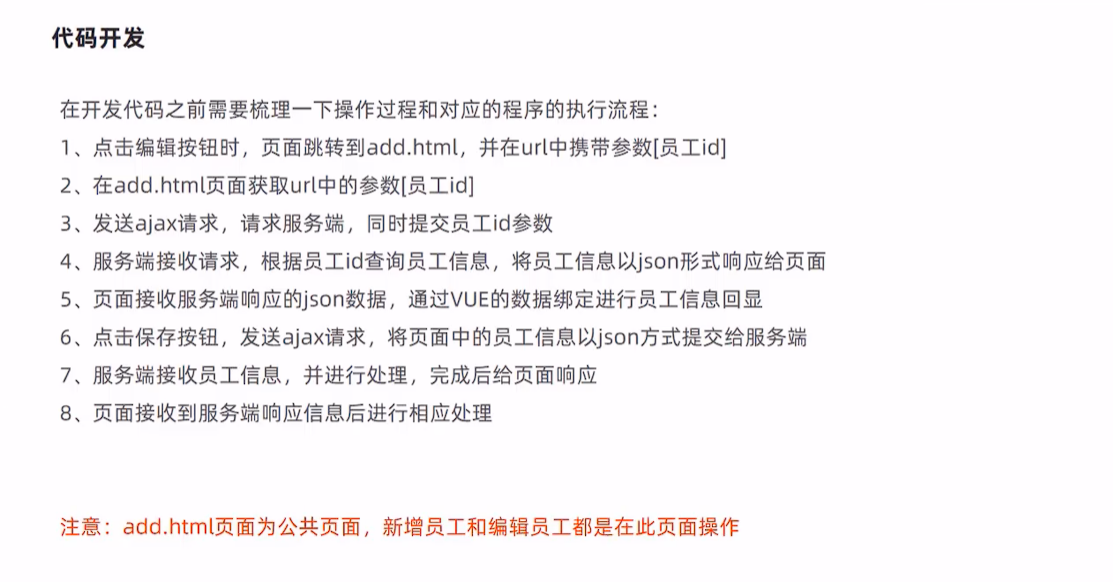 代码开发
在开发代码之前需要梳理一下操作过程和对应的程序的执行流程：
1、点击编辑按钮时，页面跳转到add.html，并在url中携带参数[员工id]
2、在add.html页面获取url中的参数[员工id]
3、发送ajax请求，请求服务端，同时提交员工id参数
4、服务端接收请求，根据员工id查询员工信息，将员工信息以json形式响应给页面
5、页面接收服务端响应的json数据，通过VUE的数据绑定进行员工信息回显
6、点击保存按钮，发送ajax请求，将页面中的员工信息以json方式提交给服务端
7、服务端接收员工信息，并进行处理，完成后给页面响应
8、页面接收到服务端响应信息后进行相应处理
注意：add.html页面为公共页面，新增员工和编辑员工都是在此页面操作